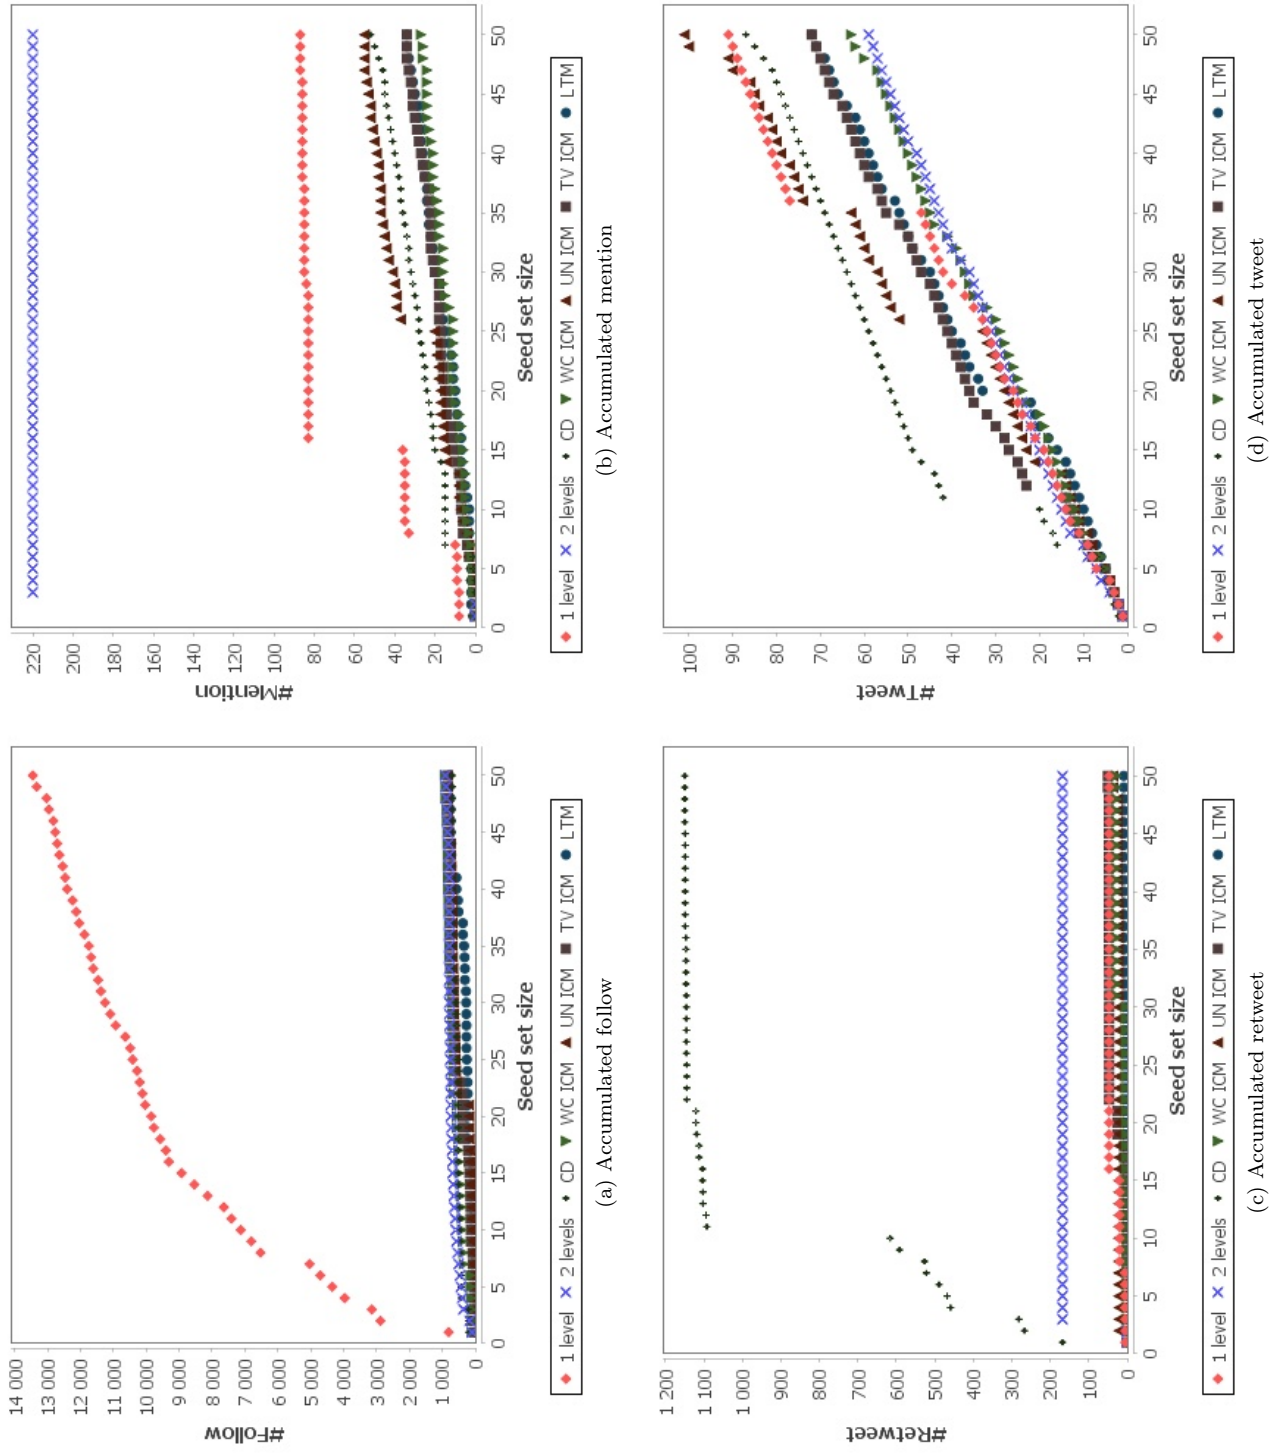 14 000
13 000
12 000
11 000
10 000
9 000
8 000
7 000
6 000
5 000
4 000
3 000
2 000
1 000
0
#Follow
0 5 10 15 20 25 30 35 40 45 50
Seed set size
1 level 2 levels CD WC ICM UN ICM TV ICM LTM
(a) Accumulated follow
220
200
180
160
140
120
100
80
60
40
20
0
#Mention
0 5 10 15 20 25 30 35 40 45 50
Seed set size
1 level 2 levels CD WC ICM UN ICM TV ICM LTM
(b) Accumulated mention
1 200
1 100
1 000
900
800
700
600
500
400
300
200
100
0
#Retweet
0 5 10 15 20 25 30 35 40 45 50
Seed set size
1 level 2 levels CD WC ICM UN ICM TV ICM LTM
(c) Accumulated retweet
100
90
80
70
60
50
40
30
20
10
0
#Tweet
0 5 10 15 20 25 30 35 40 45 50
Seed set size
1 level 2 levels CD WC ICM UN ICM TV ICM LTM
(d) Accumulated tweet